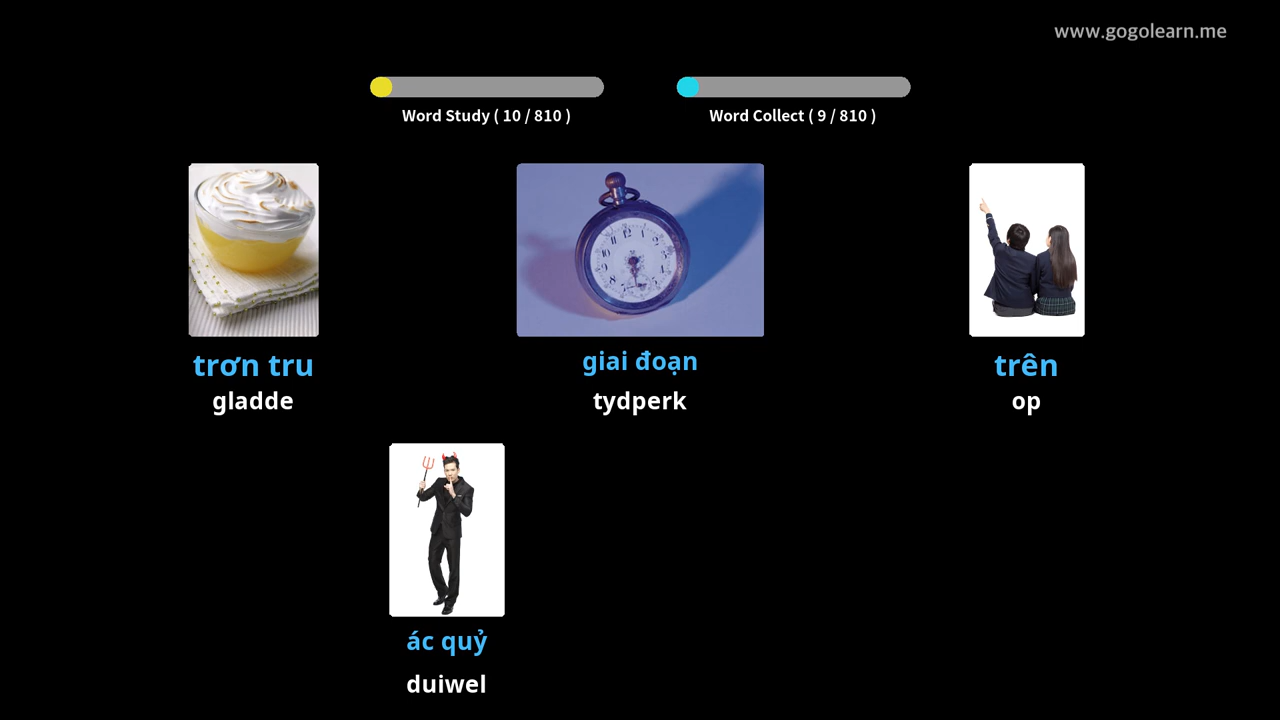 www.gogolearn.me
Word Study ( 10 / 810 )
Word Collect ( 9 / 810 )
trơn tru
gladde
giai đoạn
tydperk
trên
op
ác quỷ
duiwel